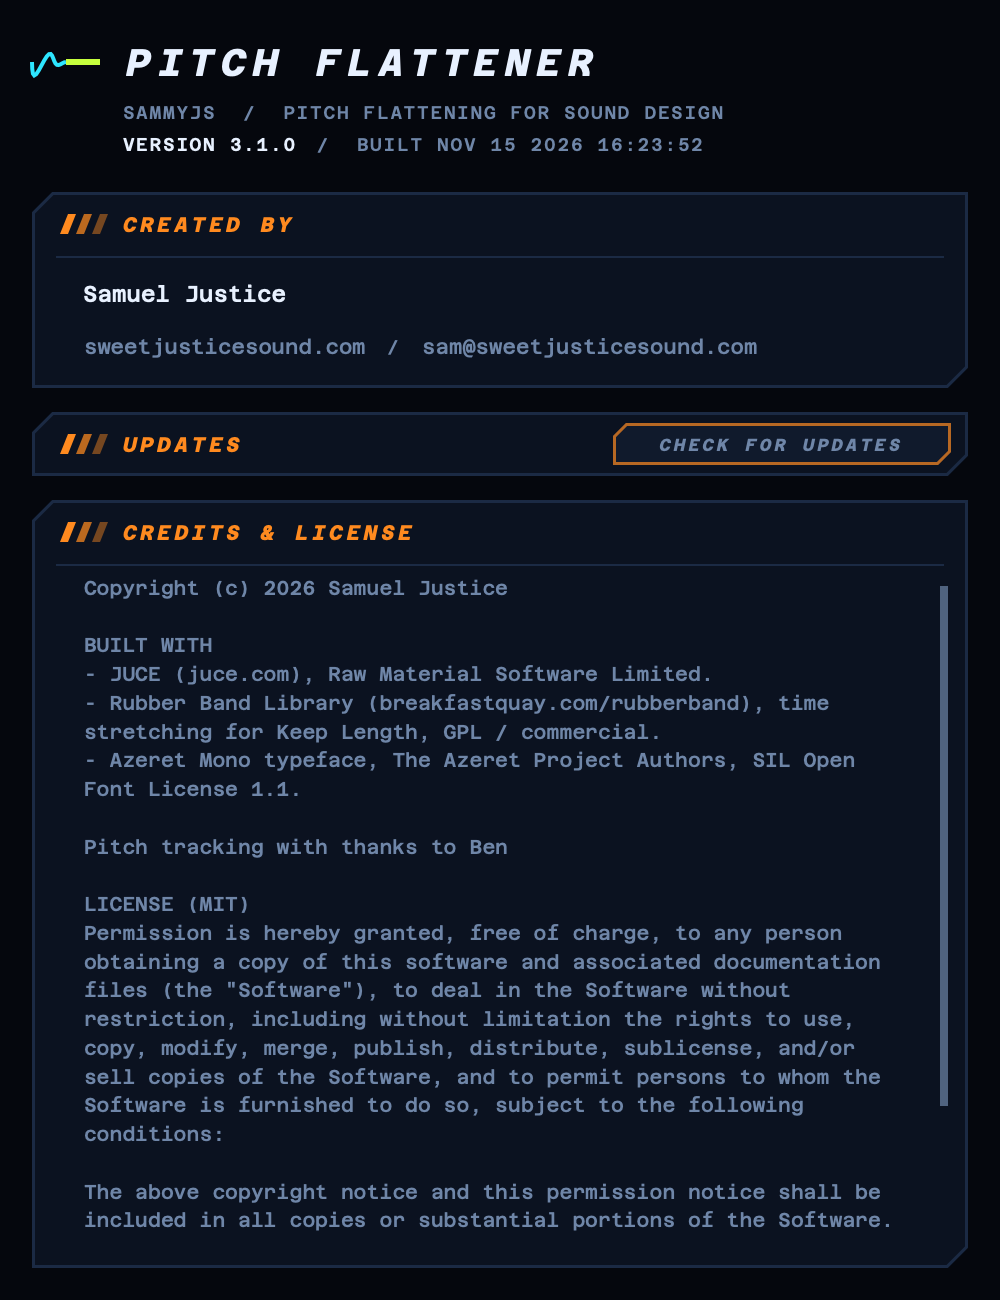 PITCH FLATTENER
SAMMYJS / PITCH FLATTENING FOR SOUND DESIGN
VERSION 3.1.0 / BUILT NOV 15 2026 16:23:52
CREATED BY
Samuel Justice
sweetjusticesound.com / sam@sweetjusticesound.com
UPDATES
CHECK FOR UPDATES
CREDITS & LICENSE
Copyright (c) 2026 Samuel Justice
BUILT WITH
- JUCE (juce.com), Raw Material Software Limited.
- Rubber Band Library (breakfastquay.com/rubberband), time
stretching for Keep Length, GPL / commercial.
- Azeret Mono typeface, The Azeret Project Authors, SIL Open
Font License 1.1.
Pitch tracking with thanks to Ben
LICENSE (MIT)
Permission is hereby granted, free of charge, to any person
obtaining a copy of this software and associated documentation
files (the "Software"), to deal in the Software without
restriction, including without limitation the rights to use,
copy, modify, merge, publish, distribute, sublicense, and/or
sell copies of the Software, and to permit persons to whom the
Software is furnished to do so, subject to the following
conditions:
The above copyright notice and this permission notice shall be
included in all copies or substantial portions of the Software.